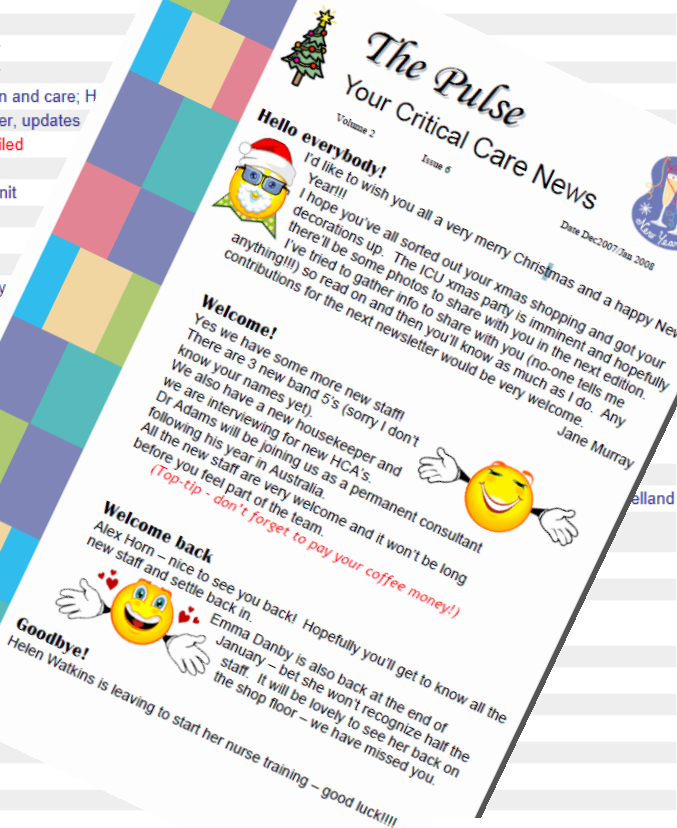 n and care; H
er, updates
iled
nit
y
elland
The Pulse
Your Critical Care News
Volume 2
Issue 6
Date Dec2007/Jan 2008
New Year
Hello everybody!
I'd like to wish you all a very merry Christmas and a happy New
Year!!!
I hope you've all sorted out your xmas shopping and got your
decorations up. The ICU xmas party is imminent and hopefully
there'll be some photos to share with you in the next edition.
I've tried to gather info to share with you (no-one tells me
anything!!!) so read on and then you'll know as much as I do. Any
contributions for the next newsletter would be very welcome.
Jane Murray
Welcome!
Yes we have some more new staff!
There are 3 new band 5's (sorry I don't
know your names yet).
We also have a new housekeeper and
we are interviewing for new HCA's.
Dr Adams will be joining us as a permanent consultant
following his year in Australia.
All the new staff are very welcome and it won't be long
before you feel part of the team.
(Top-tip - don't forget to pay your coffee money!)
Welcome back
Alex Horn – nice to see you back! Hopefully you'll get to know all the
new staff and settle back in.
Emma Danby is also back at the end of
January – bet she won't recognize half the
staff. It will be lovely to see her back on
the shop floor – we have missed you.
Goodbye!
Helen Watkins is leaving to start her nurse training – good luck!!!!